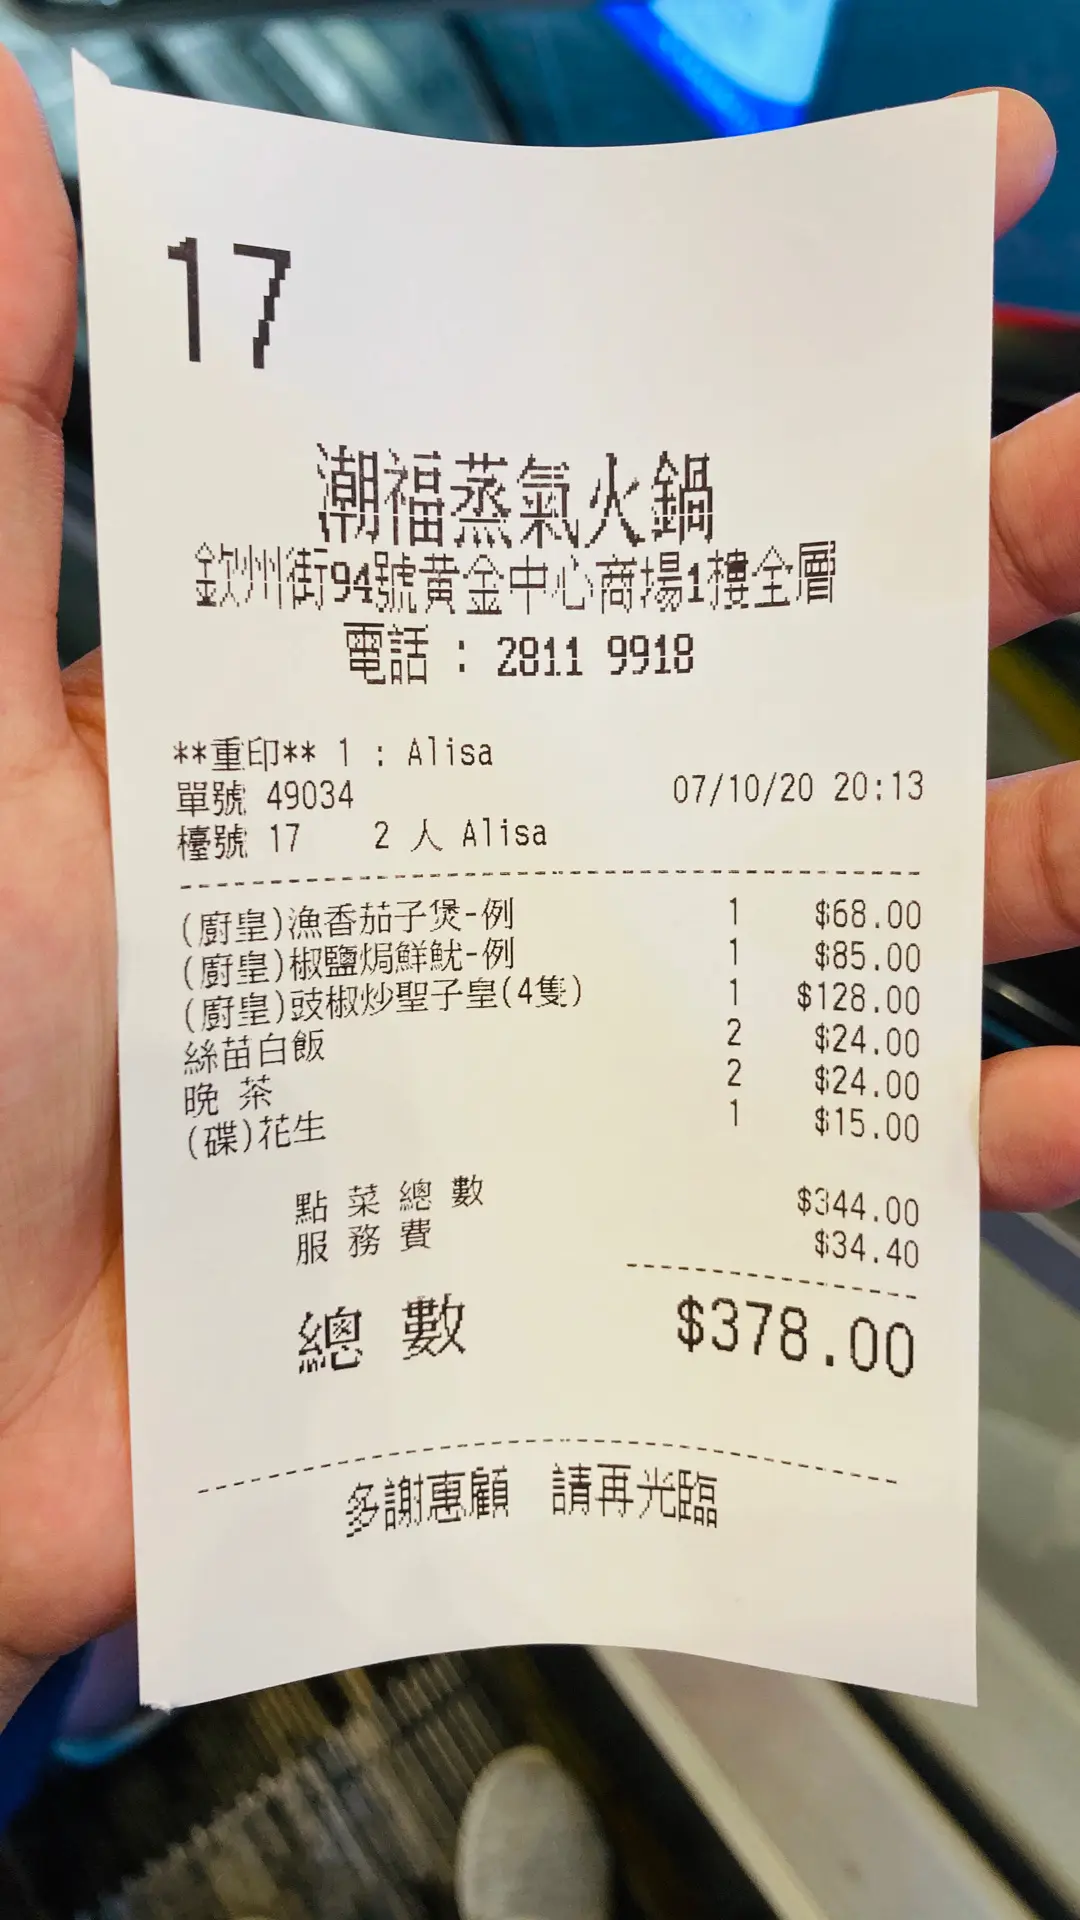 17
潮福蒸氣火鍋
欽州街94號黃金中心商場1樓全層
電話 : 2811 9918
**重印** 1 : Alisa
單號 49034 07/10/20 20:13
檯號 17 2 人 Alisa
(廚皇)漁香茄子煲-例 1 $68.00
(廚皇)椒鹽焗鮮魷-例 1 $85.00
(廚皇)豉椒炒聖子皇(4隻) 1 $128.00
絲苗白飯 2 $24.00
晚 茶 2 $24.00
(碟)花生 1 $15.00
點 菜 總 數 $344.00
服 務 費 $34.40
總 數 $378.00
多謝惠顧 請再光臨